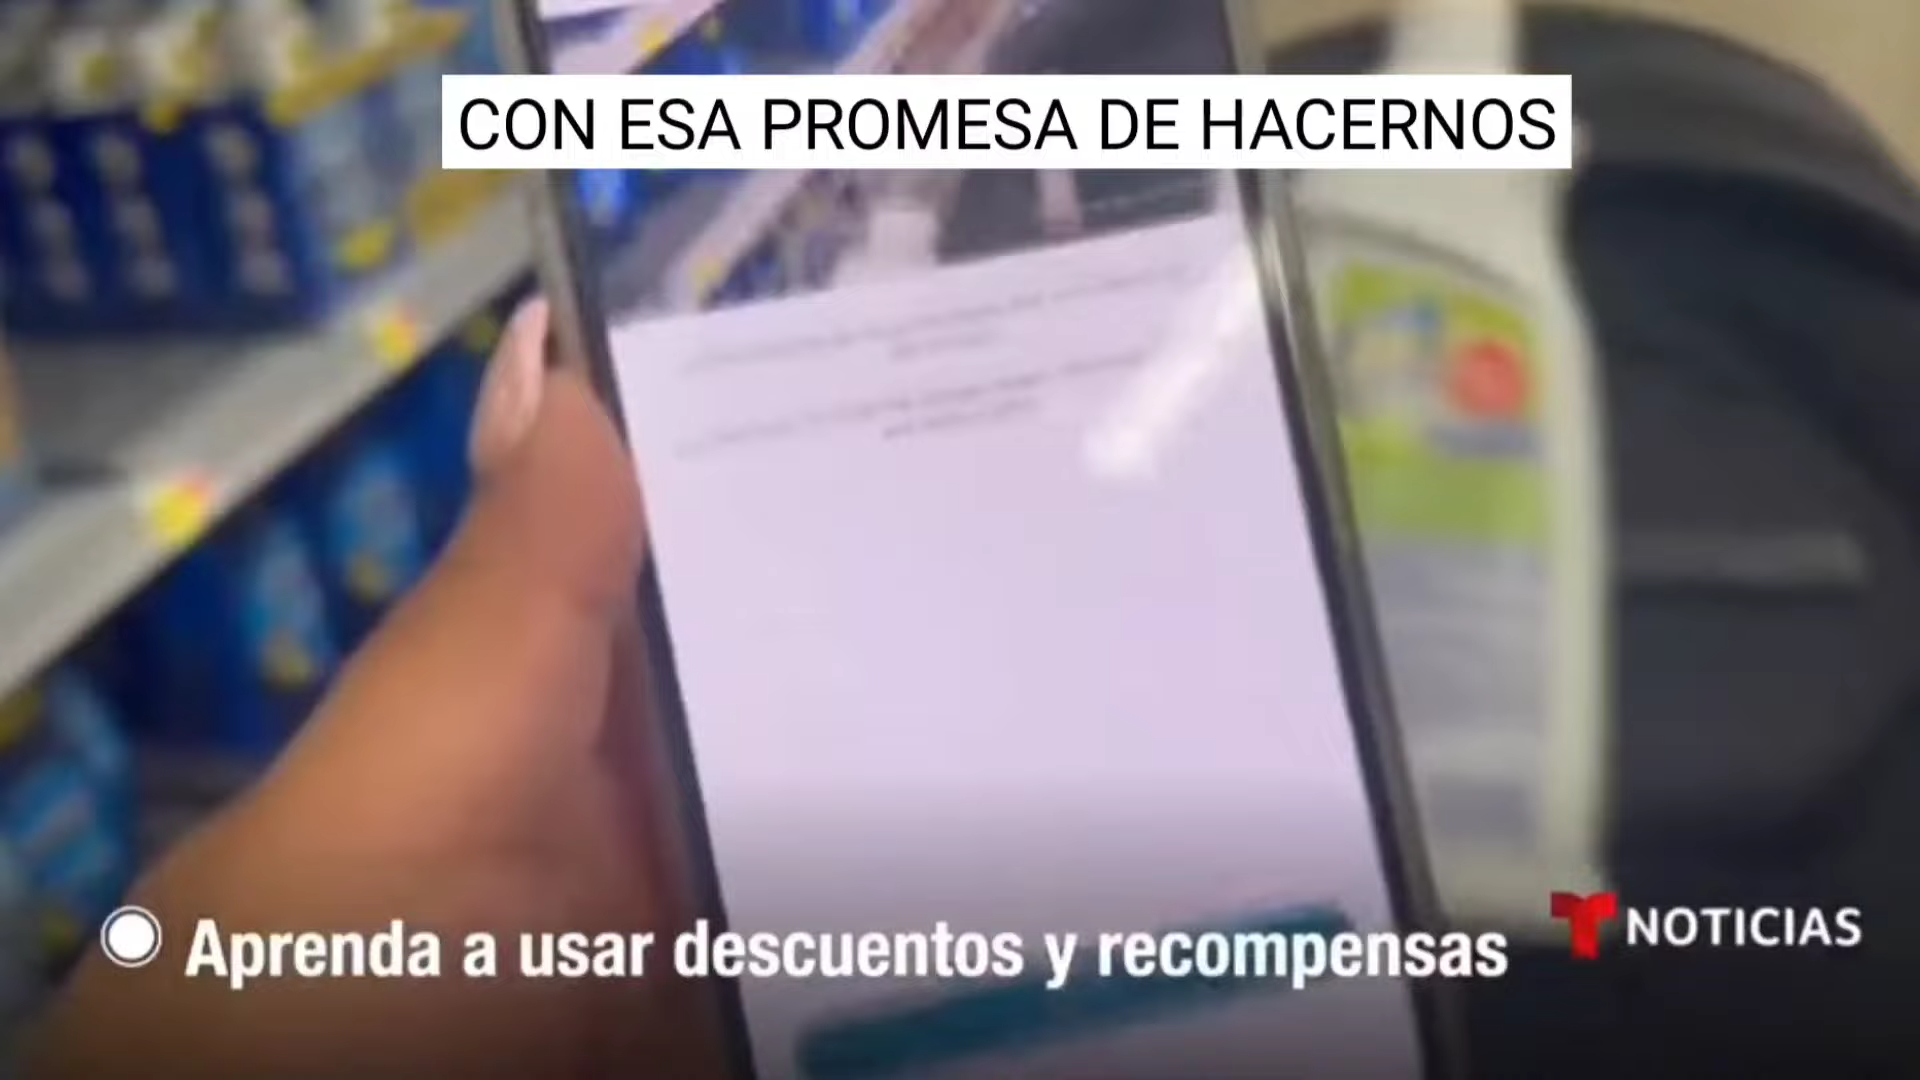 CON ESA PROMESA DE HACERNOS
Aprenda a usar descuentos y recompensas
NOTICIAS